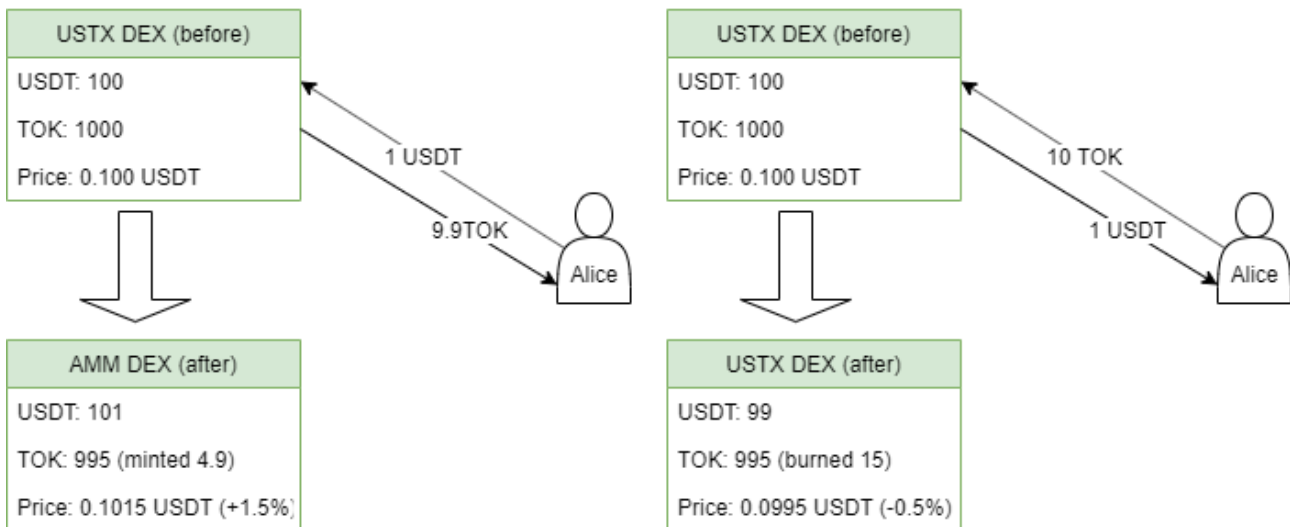 USTX DEX (before)
USDT: 100
TOK: 1000
Price: 0.100 USDT
1 USDT
9.9TOK
Alice
AMM DEX (after)
USDT: 101
TOK: 995 (minted 4.9)
Price: 0.1015 USDT (+1.5%)
USTX DEX (before)
USDT: 100
TOK: 1000
Price: 0.100 USDT
10 TOK
1 USDT
Alice
USTX DEX (after)
USDT: 99
TOK: 995 (burned 15)
Price: 0.0995 USDT (-0.5%)